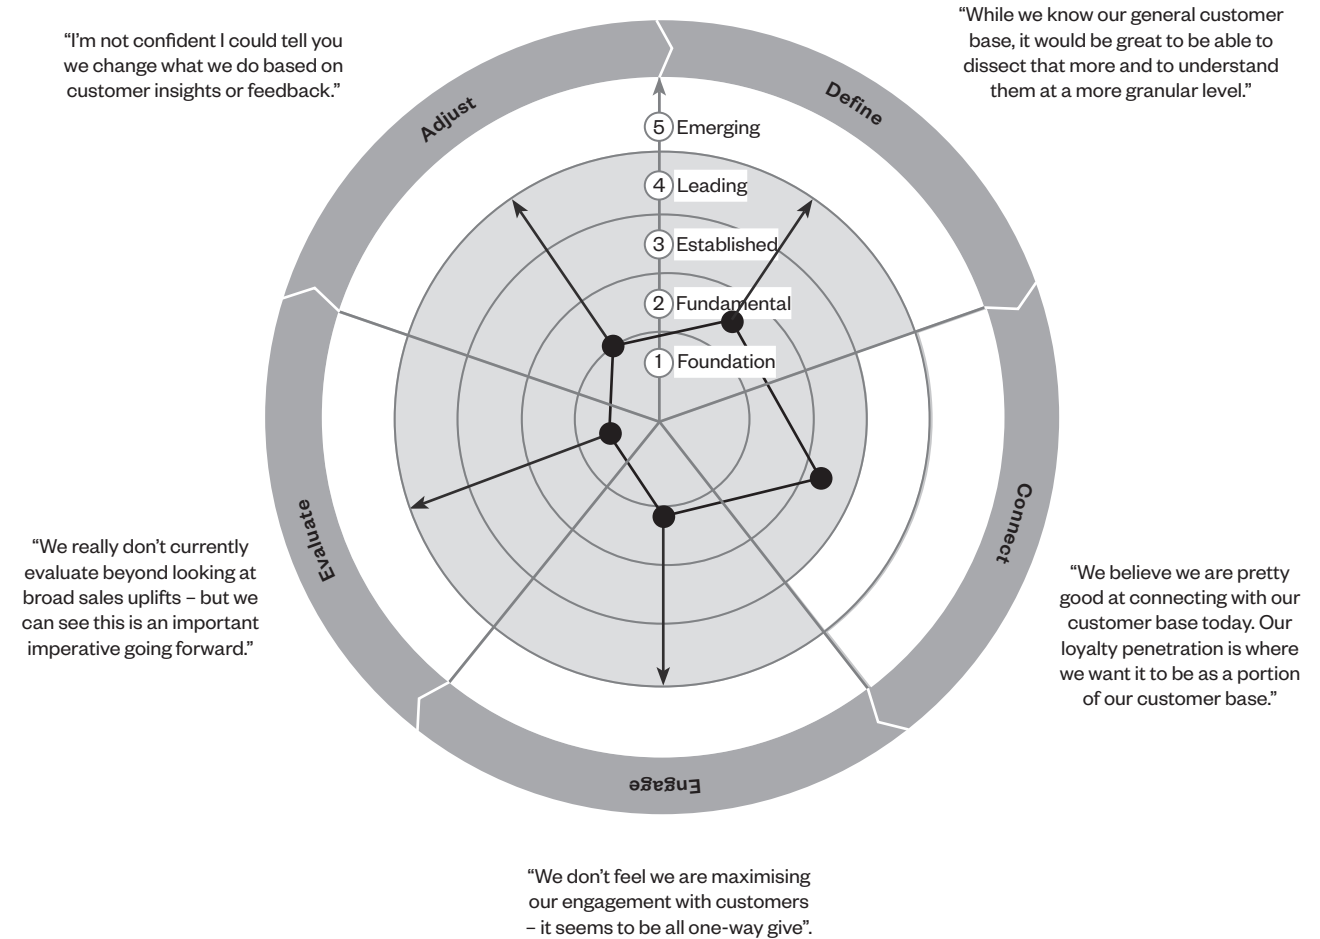 “I’m not confident I could tell you
we change what we do based on
customer insights or feedback.”
“While we know our general customer
base, it would be great to be able to
dissect that more and to understand
them at a more granular level.”
Adjust
Define
5 Emerging
4 Leading
3 Established
2 Fundamental
1 Foundation
Evaluate
Connect
“We really don’t currently
evaluate beyond looking at
broad sales uplifts – but we
can see this is an important
imperative going forward.”
“We believe we are pretty
good at connecting with our
customer base today. Our
loyalty penetration is where
we want it to be as a portion
of our customer base.”
Engage
“We don’t feel we are maximising
our engagement with customers
– it seems to be all one-way give”.